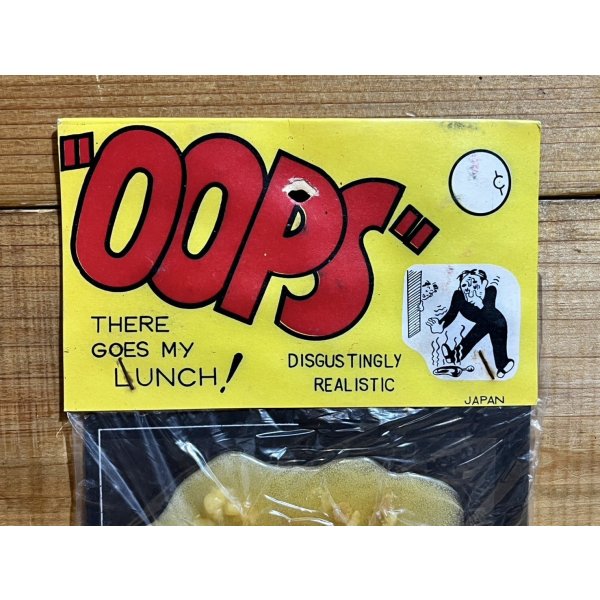 "OOPS"
THERE
GOES MY
LUNCH!
DISGUSTINGLY
REALISTIC
JAPAN